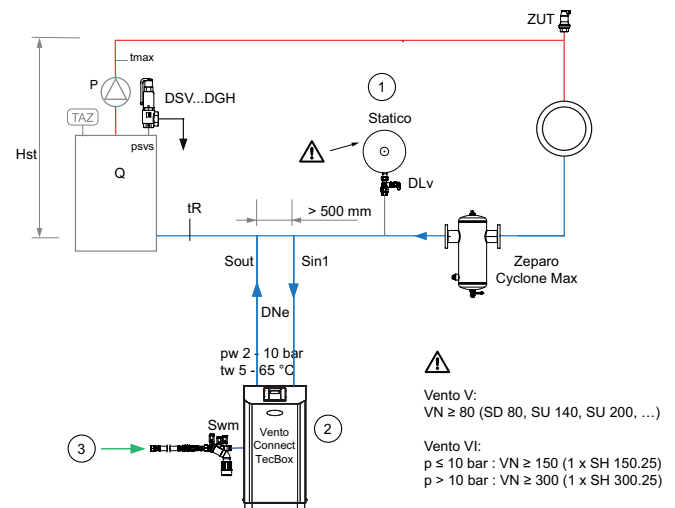 ZUT
tmax
P
DSV...DGH
1
TAZ
Statico
psvs
Hst
Q
DLv
tR
> 500 mm
Sout
Sin1
Zeparo
Cyclone Max
DNe
pw 2 - 10 bar
tw 5 - 65 °C
Vento V:
VN ≥ 80 (SD 80, SU 140, SU 200, …)
Swm
Vento
Connect
TecBox
2
3
Vento VI:
p ≤ 10 bar : VN ≥ 150 (1 x SH 150.25)
p > 10 bar : VN ≥ 300 (1 x SH 300.25)